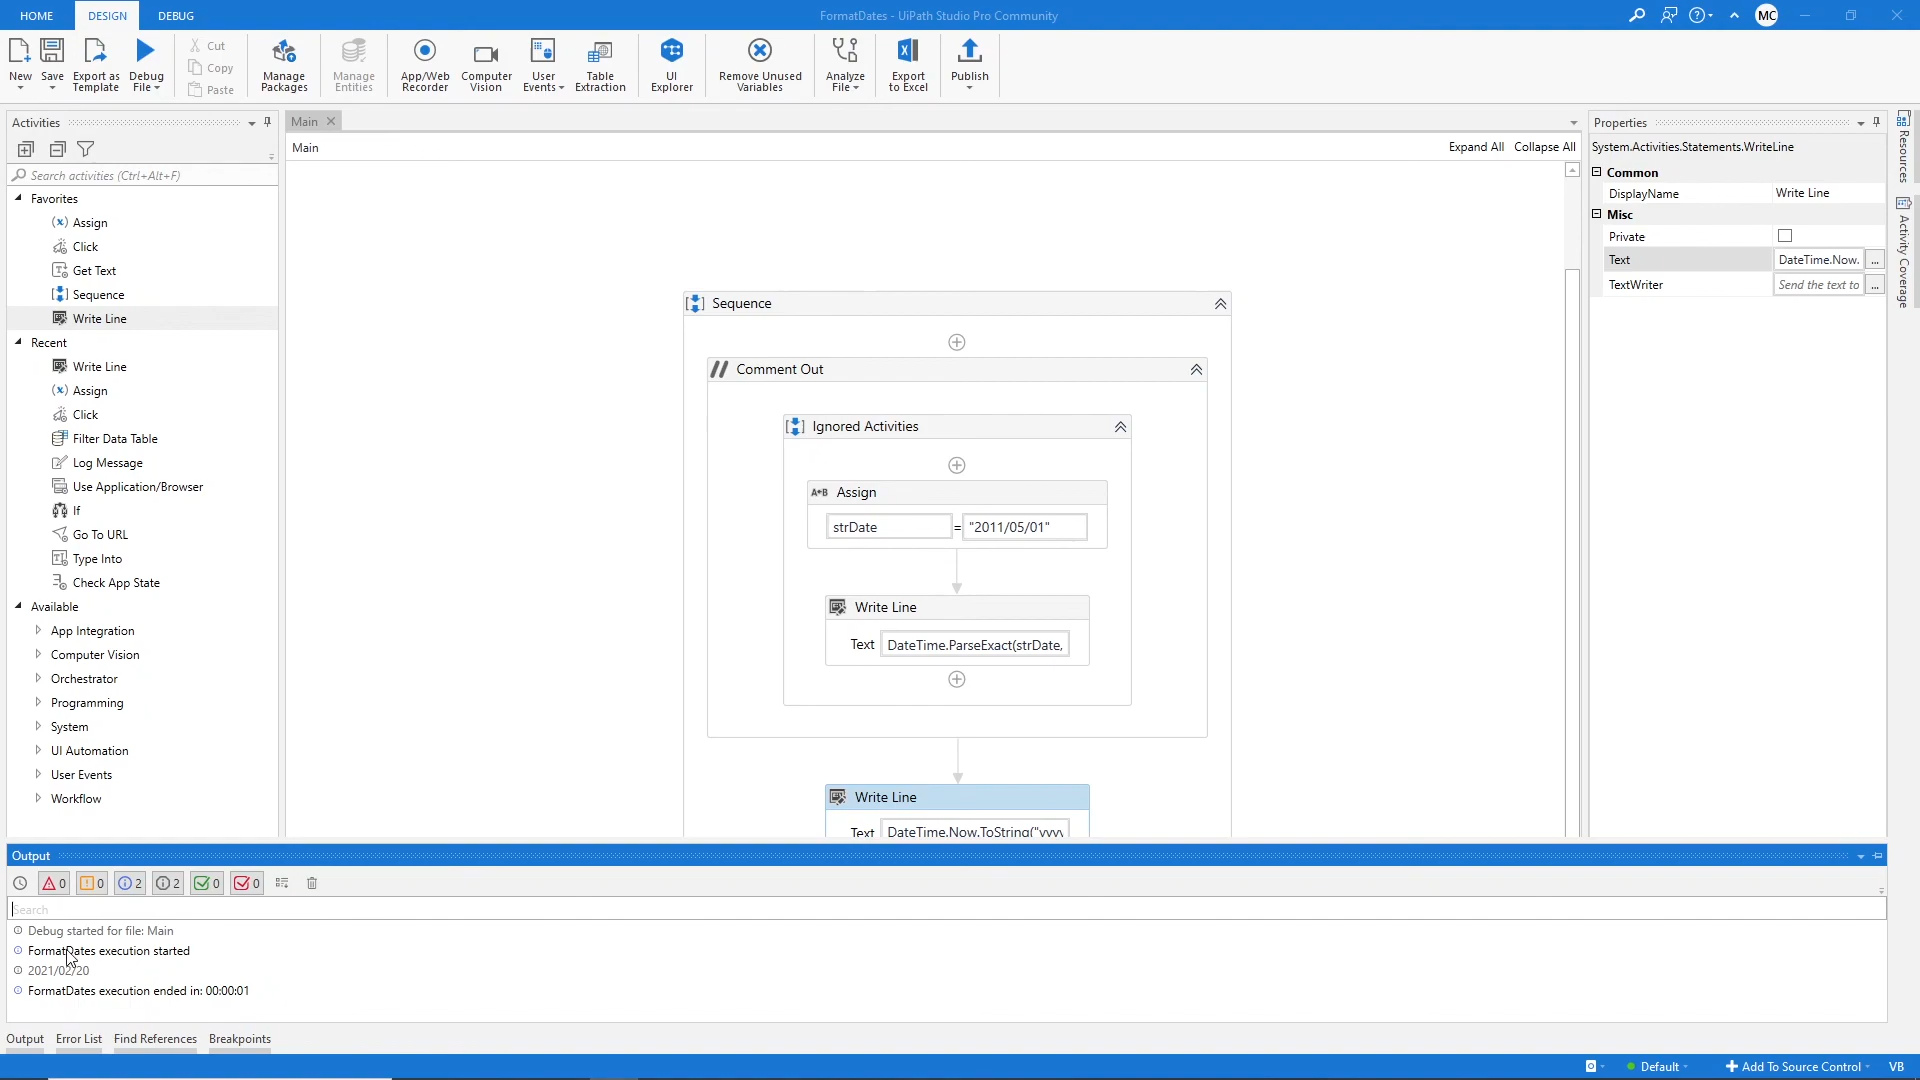 HOME
DESIGN
DEBUG
FormatDates - UiPath Studio Pro Community
MC
New
Save
Export as Template
Debug File
Cut
Copy
Paste
Manage Packages
Manage Entities
App/Web Recorder
Computer Vision
User Events
Table Extraction
UI Explorer
Remove Unused Variables
Analyze File
Export to Excel
Publish
Activities
Search activities (Ctrl+Alt+F)
Favorites
Assign
Click
Get Text
Sequence
Write Line
Recent
Write Line
Assign
Click
Filter Data Table
Log Message
Use Application/Browser
If
Go To URL
Type Into
Check App State
Available
App Integration
Computer Vision
Orchestrator
Programming
System
UI Automation
User Events
Workflow
Main
Main
Expand All
Collapse All
Sequence
Comment Out
Ignored Activities
A+B Assign
strDate = "2011/05/01"
Write Line
Text DateTime.ParseExact(strDate,
Write Line
Text DateTime.Now.ToString("yyyy
Properties
System.Activities.Statements.WriteLine
Common
DisplayName Write Line
Misc
Private
Text DateTime.Now. ...
TextWriter Send the text to ...
Resources
Activity Coverage
Output
0 0 2 2 0 0
Search
Debug started for file: Main
FormatDates execution started
2021/02/20
FormatDates execution ended in: 00:00:01
Output
Error List
Find References
Breakpoints
Default
Add To Source Control
VB